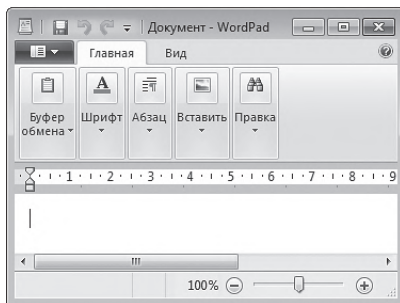 Документ - WordPad
Главная Вид
Буфер обмена Шрифт Абзац Вставить Правка
1 2 3 4 5 6 7 8 9
100%